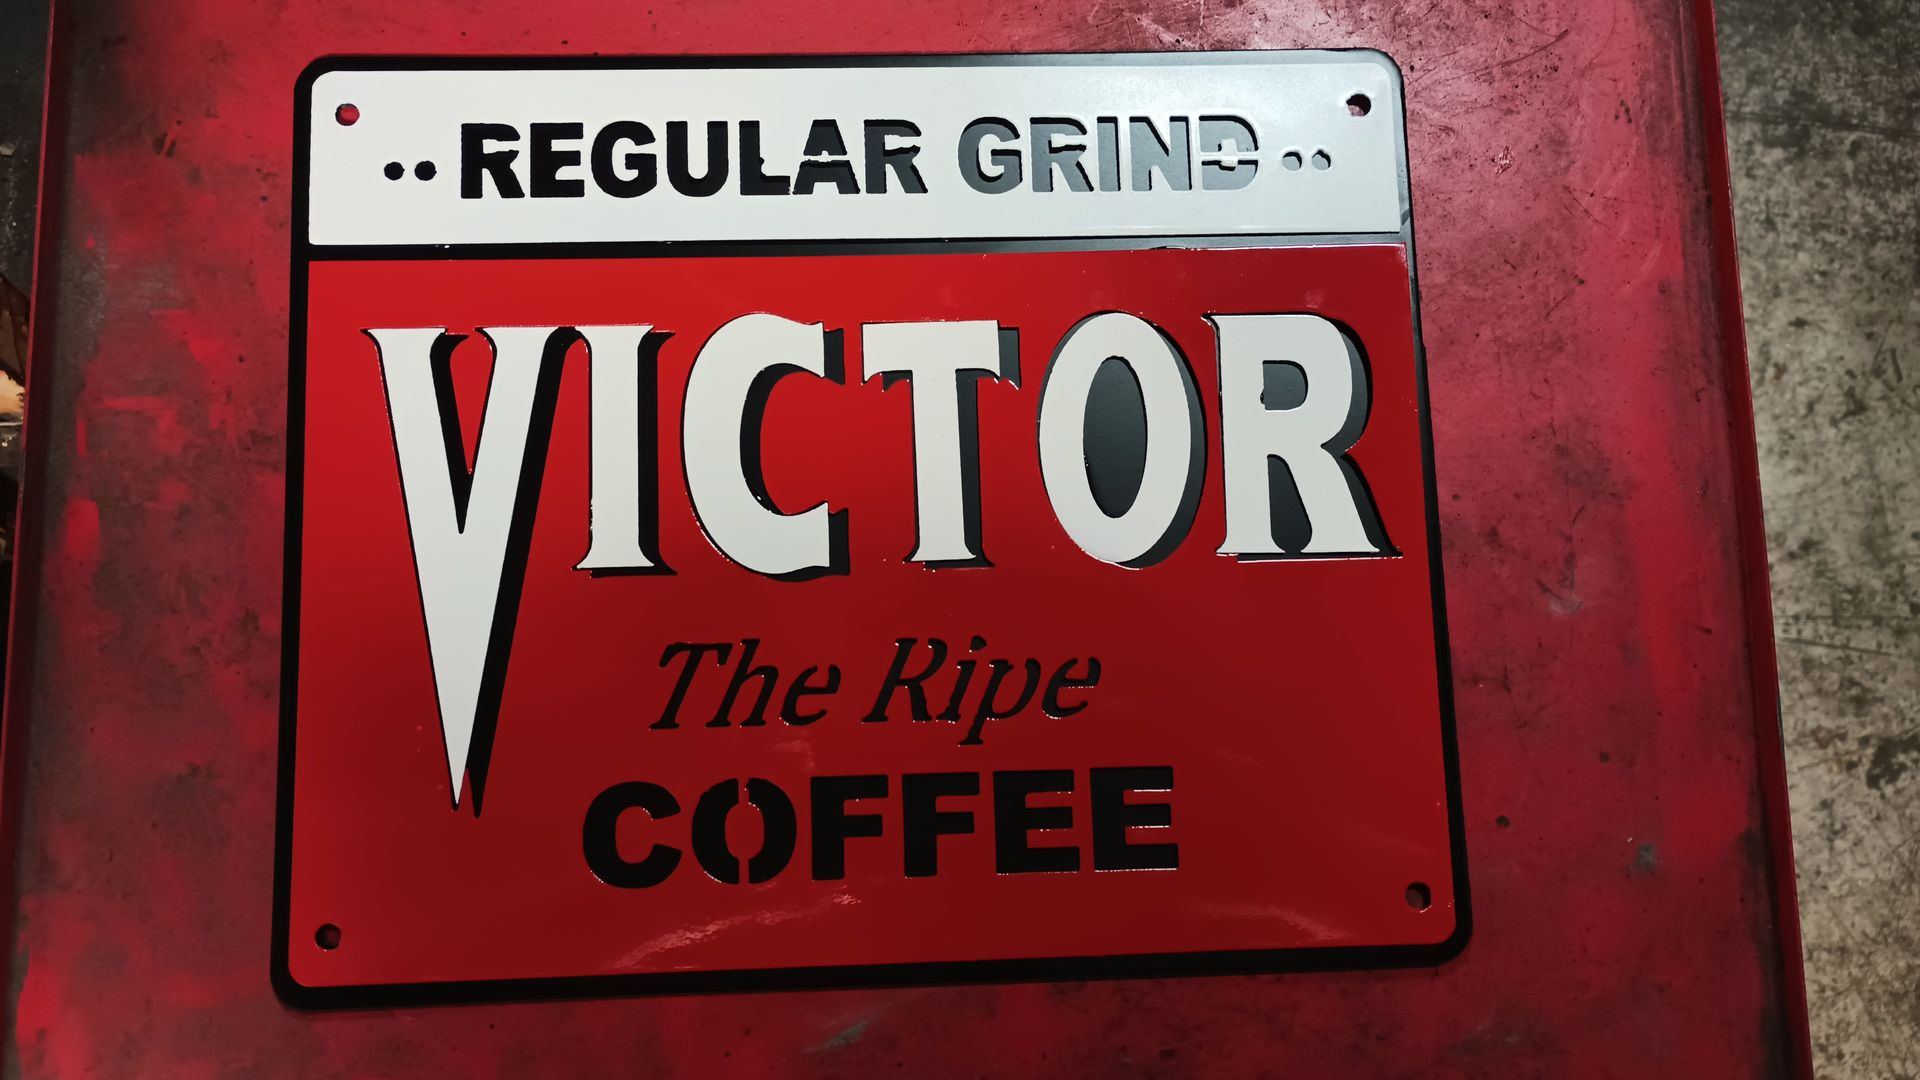 ••REGULAR GRIND••
VICTOR
The Ripe
COFFEE